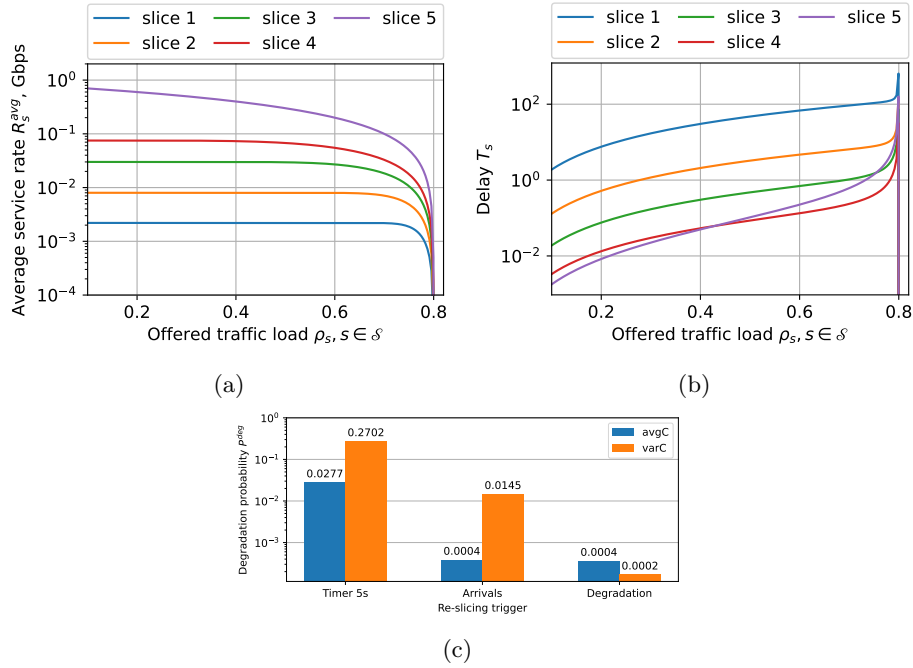 slice 1 slice 3 slice 5
slice 2 slice 4
Average service rate R_s^{avg}, Gbps
10^0
10^{-1}
10^{-2}
10^{-3}
10^{-4}
0.2 0.4 0.6 0.8
Offered traffic load ρ_s, s ∈ 𝒮
(a)
slice 1 slice 3 slice 5
slice 2 slice 4
Delay T_s
10^2
10^0
10^{-2}
0.2 0.4 0.6 0.8
Offered traffic load ρ_s, s ∈ 𝒮
(b)
Degradation probability P^{deg}
10^0
10^{-1}
10^{-2}
10^{-3}
avgC
varC
0.0277 0.2702
0.0004 0.0145
0.0004 0.0002
Timer 5s Arrivals Degradation
Re-slicing trigger
(c)